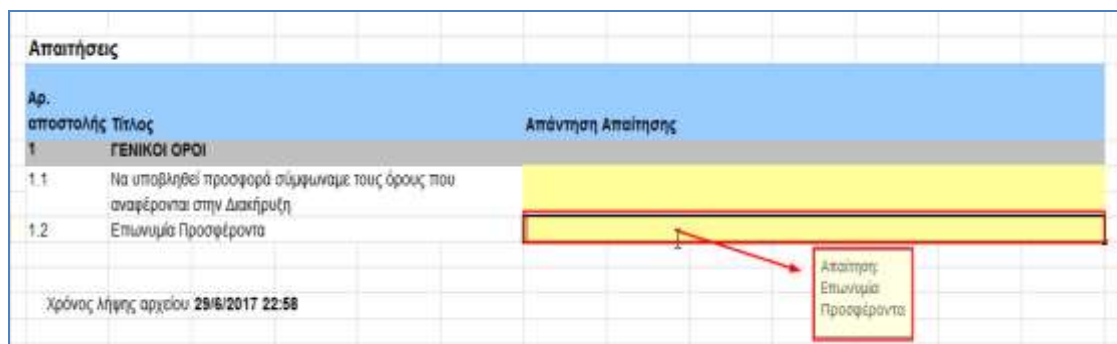 Απαιτήσεις
Αρ.
αποστολής Τίτλος Απάντηση Απαίτησης
1 ΓΕΝΙΚΟΙ ΟΡΟΙ
1.1 Να υποβληθεί προσφορά σύμφωναμε τους όρους που
αναφέρονται στην Διακήρυξη
1.2 Επωνυμία Προσφέροντα
Απαίτηση:
Επωνυμία
Προσφέροντα
Χρόνος λήψης αρχείου 29/6/2017 22:58